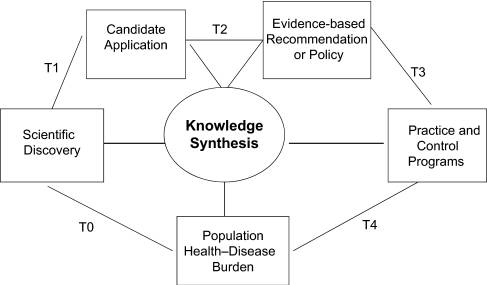 Candidate
Application
T2
Evidence-based
Recommendation
or Policy
T1
T3
Scientific
Discovery
Knowledge
Synthesis
Practice and
Control
Programs
T0
Population
Health–Disease
Burden
T4